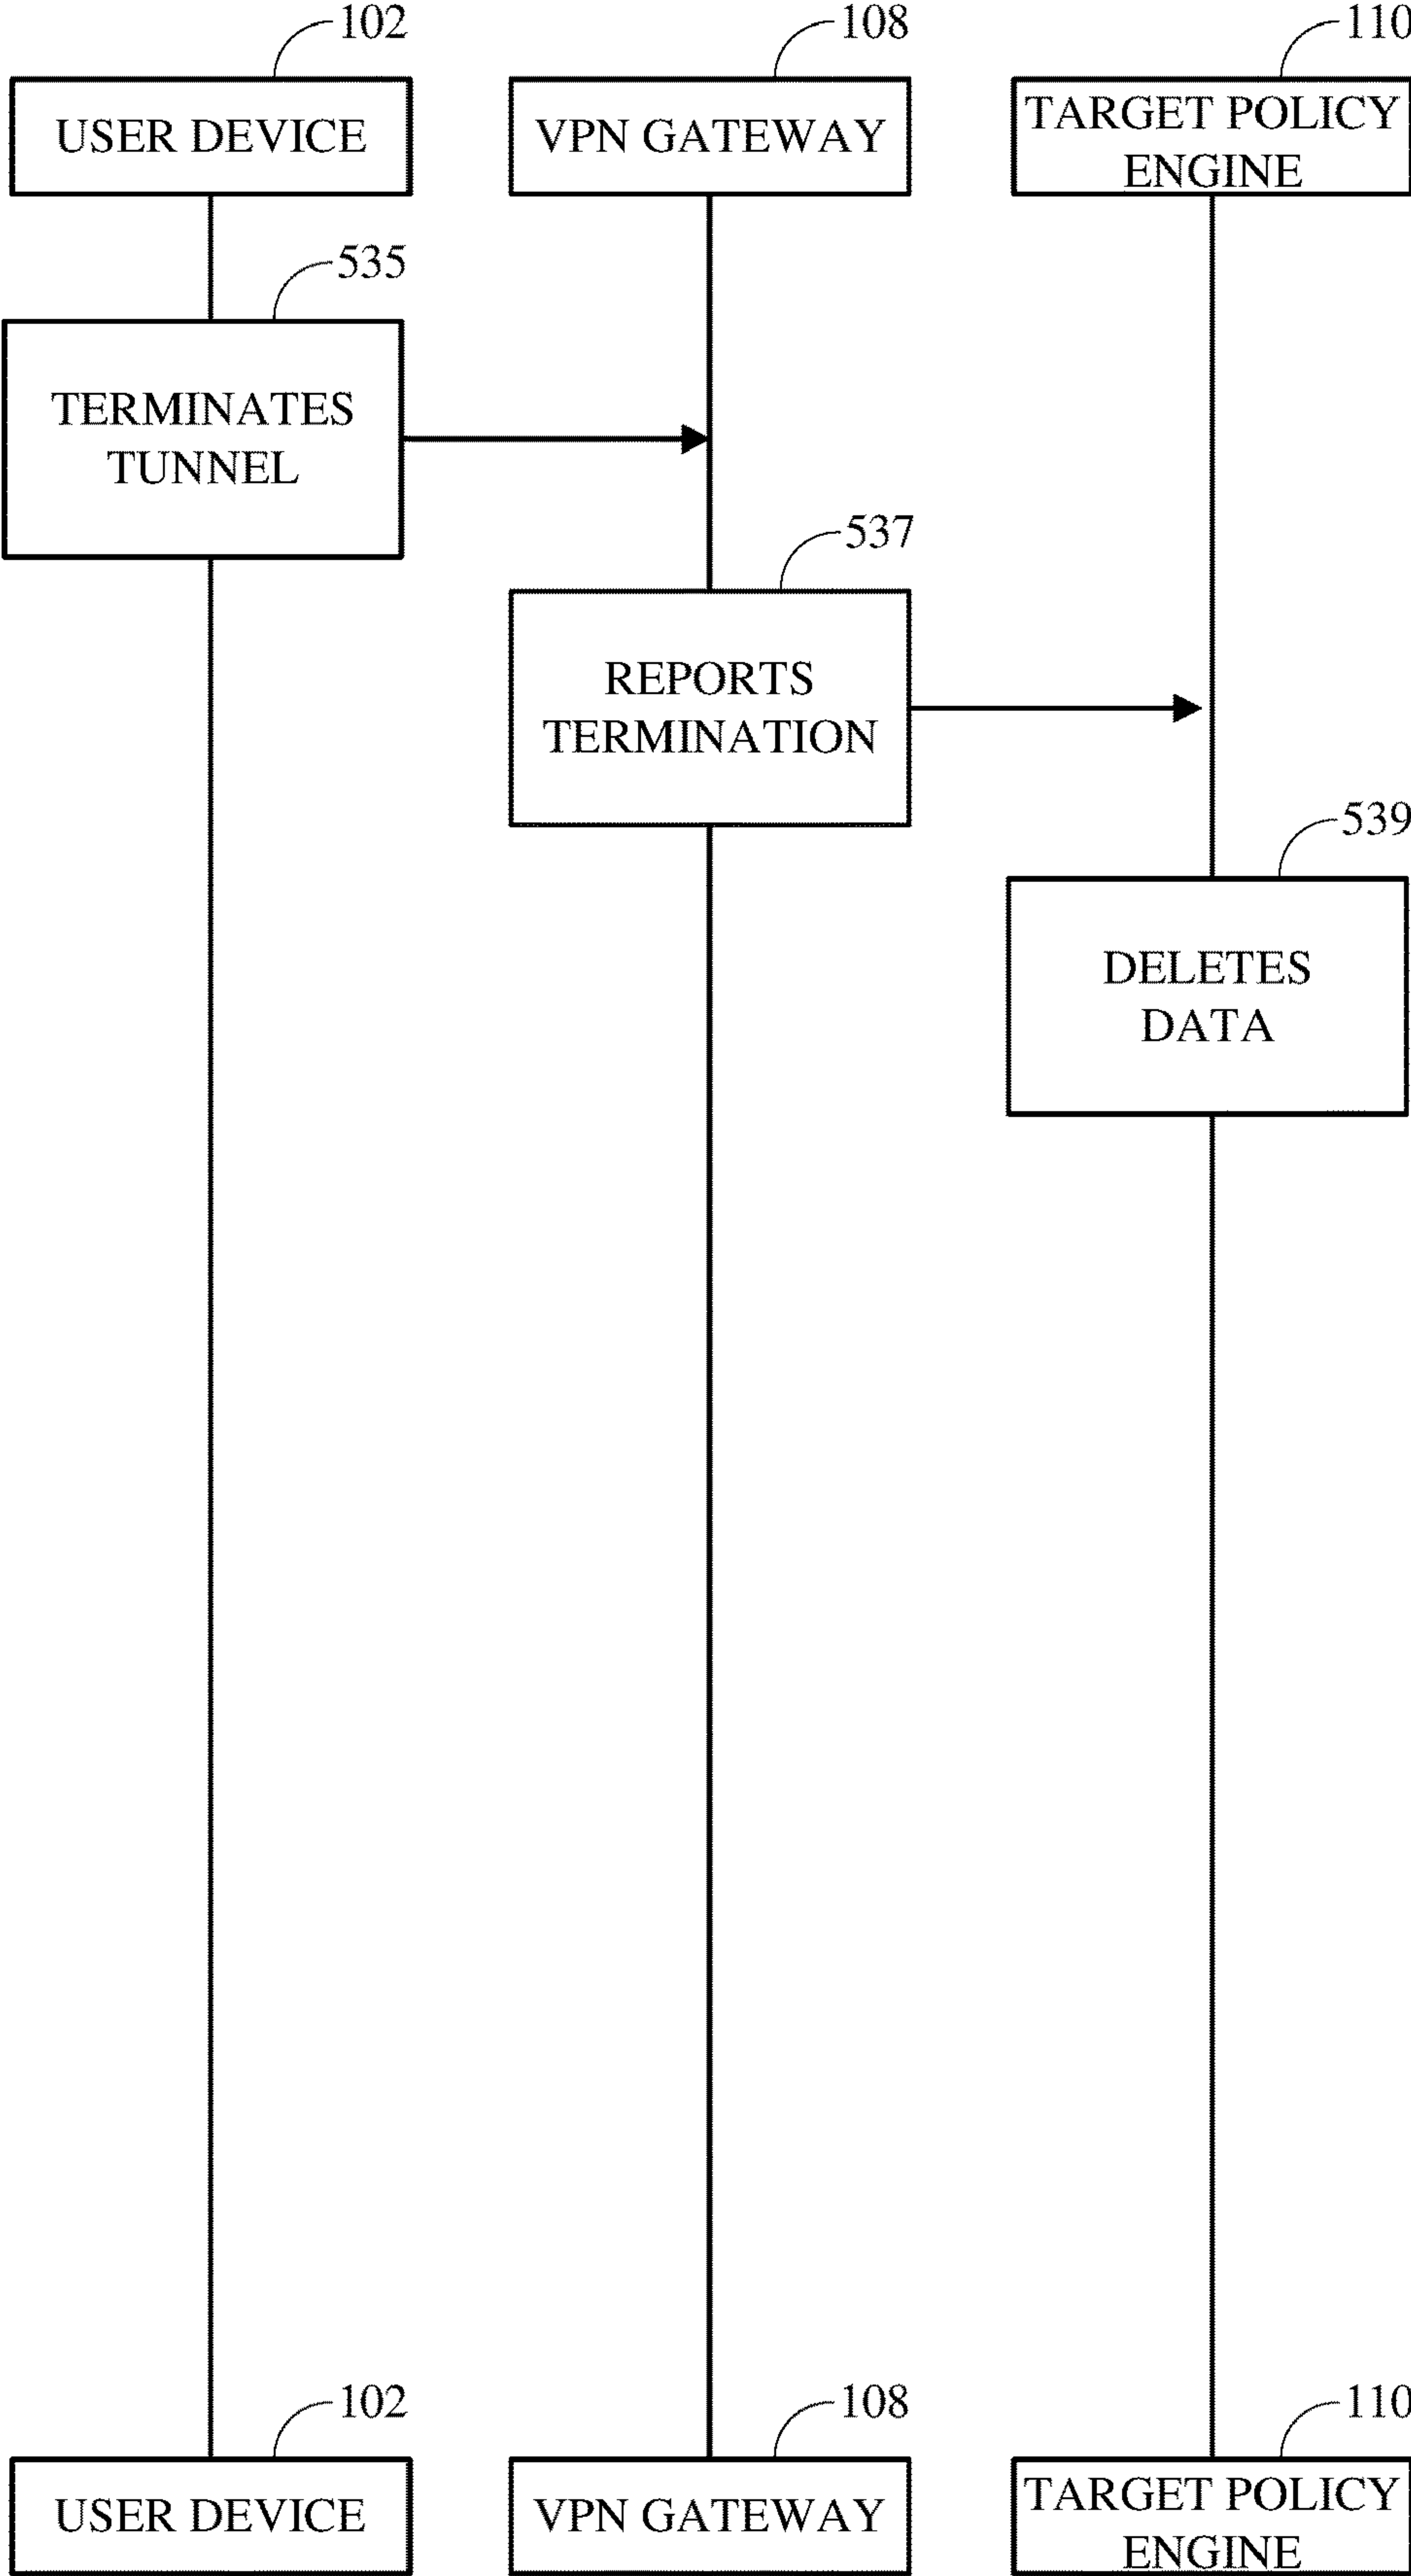 102
108
110
USER DEVICE
VPN GATEWAY
TARGET POLICY
ENGINE
535
TERMINATES
TUNNEL
537
REPORTS
TERMINATION
539
DELETES
DATA
102
108
110
USER DEVICE
VPN GATEWAY
TARGET POLICY
ENGINE